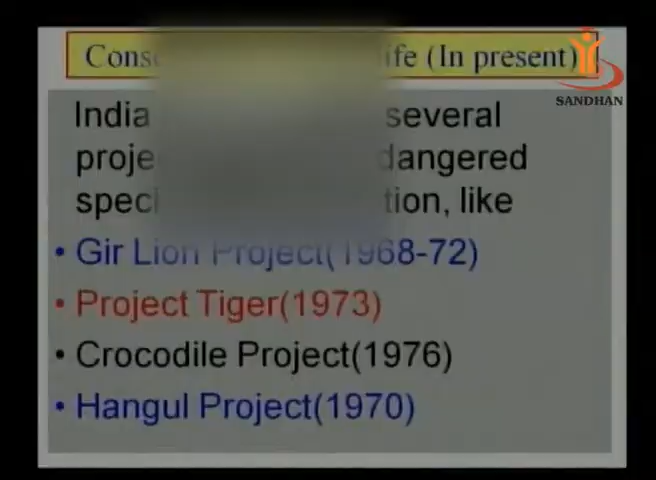 ife (In present)
SANDHAN
India several
proje dangered
speci tion, like
• Gir Lion Project(1968-72)
• Project Tiger(1973)
• Crocodile Project(1976)
• Hangul Project(1970)